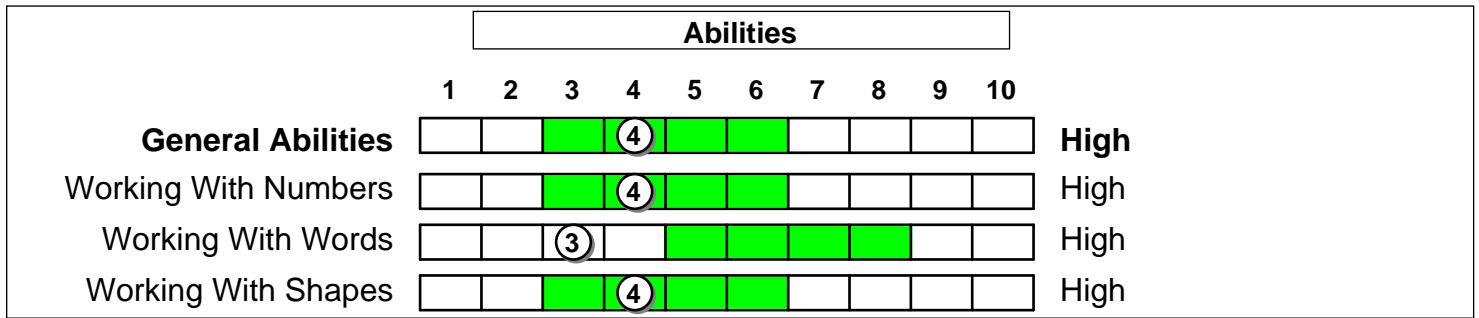 Abilities
1 2 3 4 5 6 7 8 9 10
General Abilities 4 High
Working With Numbers 4 High
Working With Words 3 High
Working With Shapes 4 High